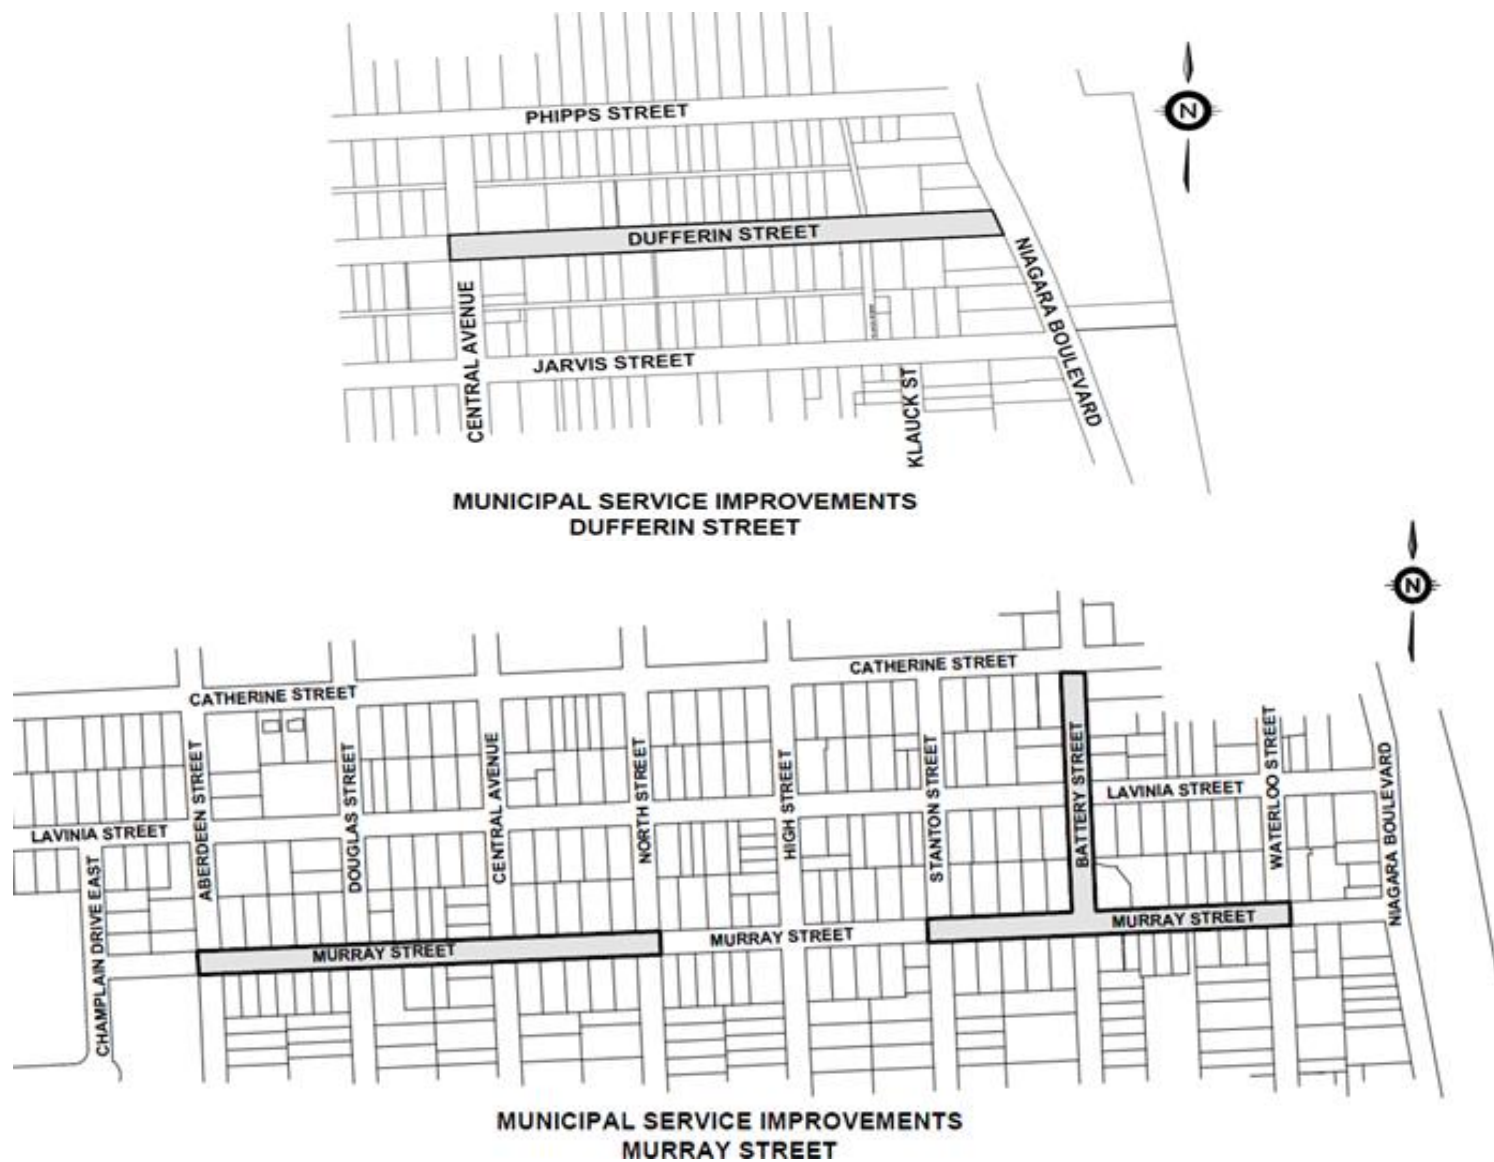 N
PHIPPS STREET
DUFFERIN STREET
NIAGARA BOULEVARD
CENTRAL AVENUE
JARVIS STREET
KLAUCK ST
MUNICIPAL SERVICE IMPROVEMENTS
DUFFERIN STREET
N
CATHERINE STREET
CATHERINE STREET
ABERDEEN STREET
DOUGLAS STREET
CENTRAL AVENUE
NORTH STREET
HIGH STREET
STANTON STREET
BATTERY STREET
LAVINIA STREET
WATERLOO STREET
NIAGARA BOULEVARD
LAVINIA STREET
CHAMPLAIN DRIVE EAST
MURRAY STREET
MURRAY STREET
MURRAY STREET
MUNICIPAL SERVICE IMPROVEMENTS
MURRAY STREET